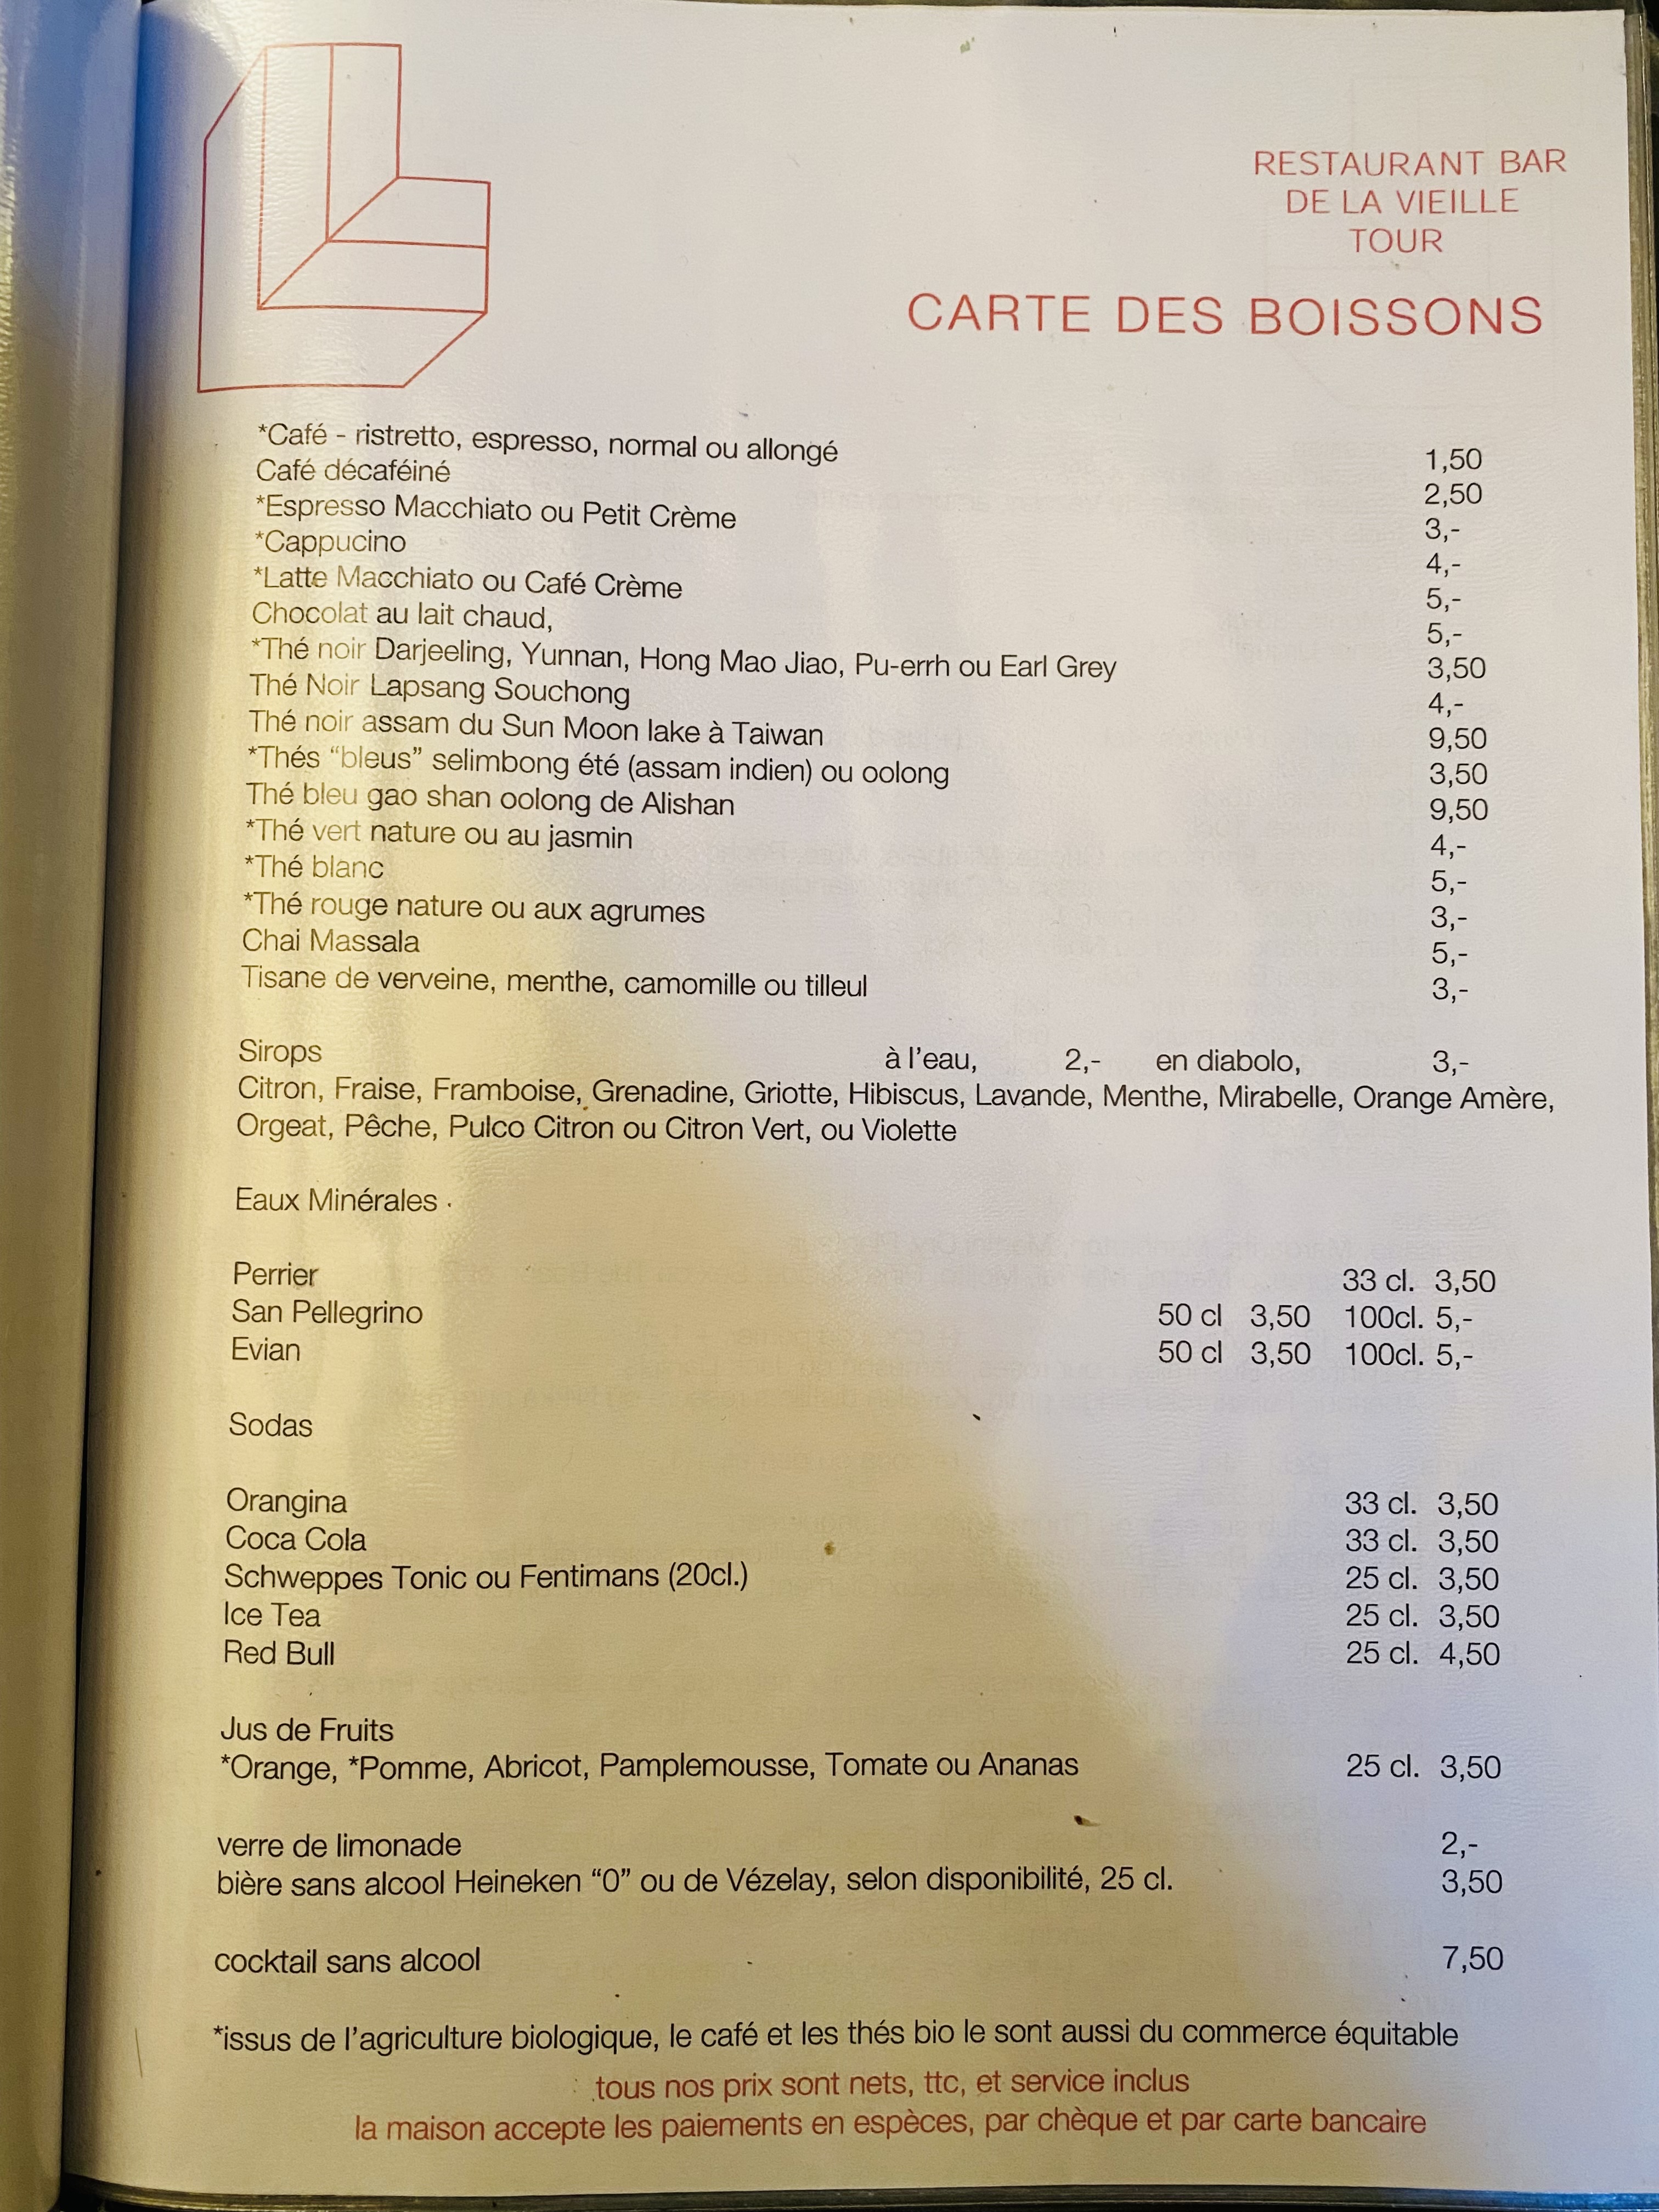 RESTAURANT BAR
DE LA VIEILLE
TOUR
CARTE DES BOISSONS
*Café - ristretto, espresso, normal ou allongé 1,50
Café décaféiné 2,50
*Espresso Macchiato ou Petit Crème 3,-
*Cappucino 4,-
*Latte Macchiato ou Café Crème 5,-
Chocolat au lait chaud, 5,-
*Thé noir Darjeeling, Yunnan, Hong Mao Jiao, Pu-errh ou Earl Grey 3,50
Thé Noir Lapsang Souchong 4,-
Thé noir assam du Sun Moon lake à Taiwan 9,50
*Thés “bleus” selimbong été (assam indien) ou oolong 3,50
Thé bleu gao shan oolong de Alishan 9,50
*Thé vert nature ou au jasmin 4,-
*Thé blanc 5,-
*Thé rouge nature ou aux agrumes 3,-
Chai Massala 5,-
Tisane de verveine, menthe, camomille ou tilleul 3,-
Sirops à l’eau, 2,- en diabolo, 3,-
Citron, Fraise, Framboise, Grenadine, Griotte, Hibiscus, Lavande, Menthe, Mirabelle, Orange Amère,
Orgeat, Pêche, Pulco Citron ou Citron Vert, ou Violette
Eaux Minérales
Perrier 33 cl. 3,50
San Pellegrino 50 cl 3,50 100cl. 5,-
Evian 50 cl 3,50 100cl. 5,-
Sodas
Orangina 33 cl. 3,50
Coca Cola 33 cl. 3,50
Schweppes Tonic ou Fentimans (20cl.) 25 cl. 3,50
Ice Tea 25 cl. 3,50
Red Bull 25 cl. 4,50
Jus de Fruits
*Orange, *Pomme, Abricot, Pamplemousse, Tomate ou Ananas 25 cl. 3,50
verre de limonade 2,-
bière sans alcool Heineken “0” ou de Vézelay, selon disponibilité, 25 cl. 3,50
cocktail sans alcool 7,50
*issus de l’agriculture biologique, le café et les thés bio le sont aussi du commerce équitable
tous nos prix sont nets, ttc, et service inclus
la maison accepte les paiements en espèces, par chèque et par carte bancaire